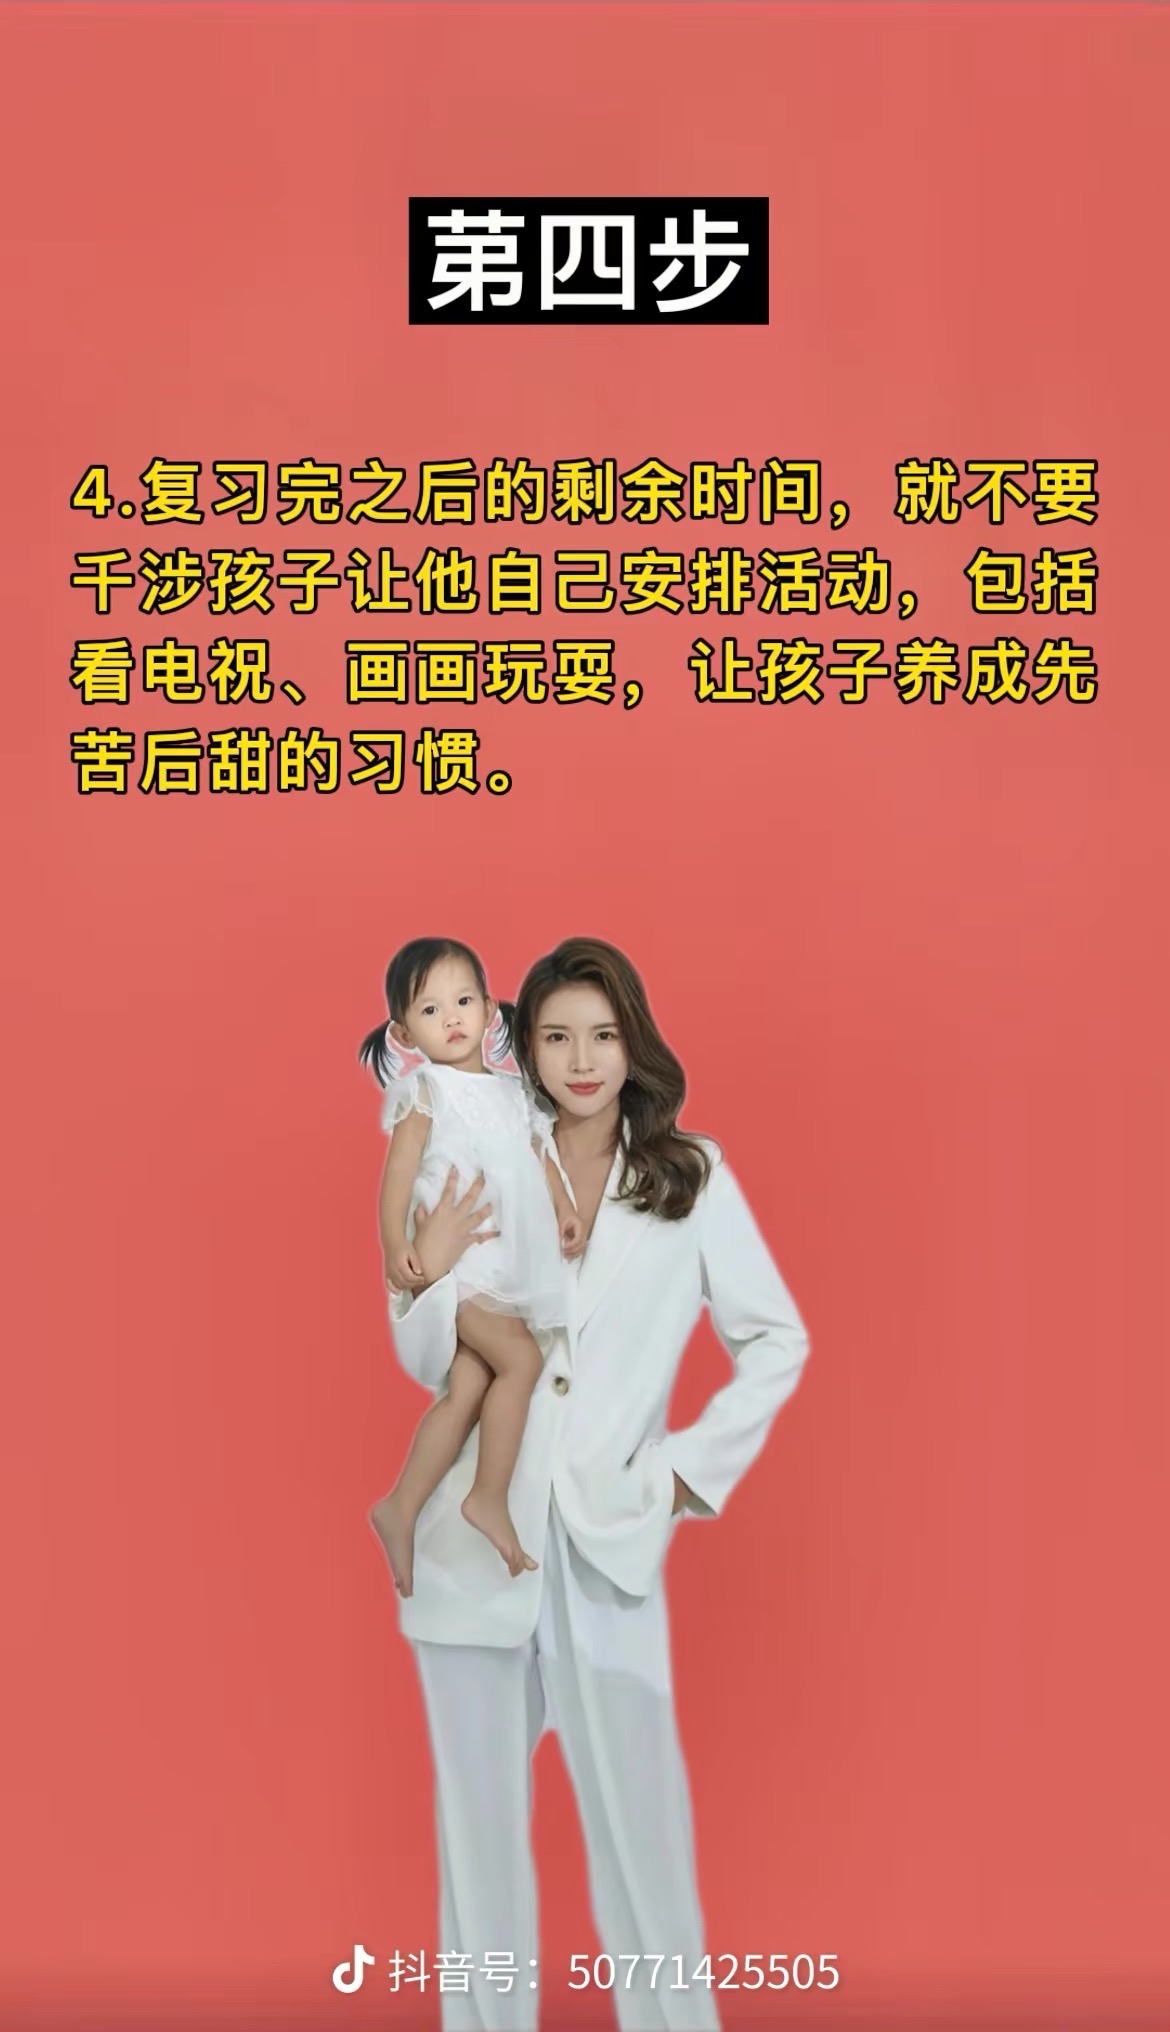 苐四步
4.复习完之后的剩余时间，就不要
千涉孩子让他自己安排活动，包括
看电祝、画画玩耍，让孩子养成先
苦后甜的习惯。
抖音号：50771425505